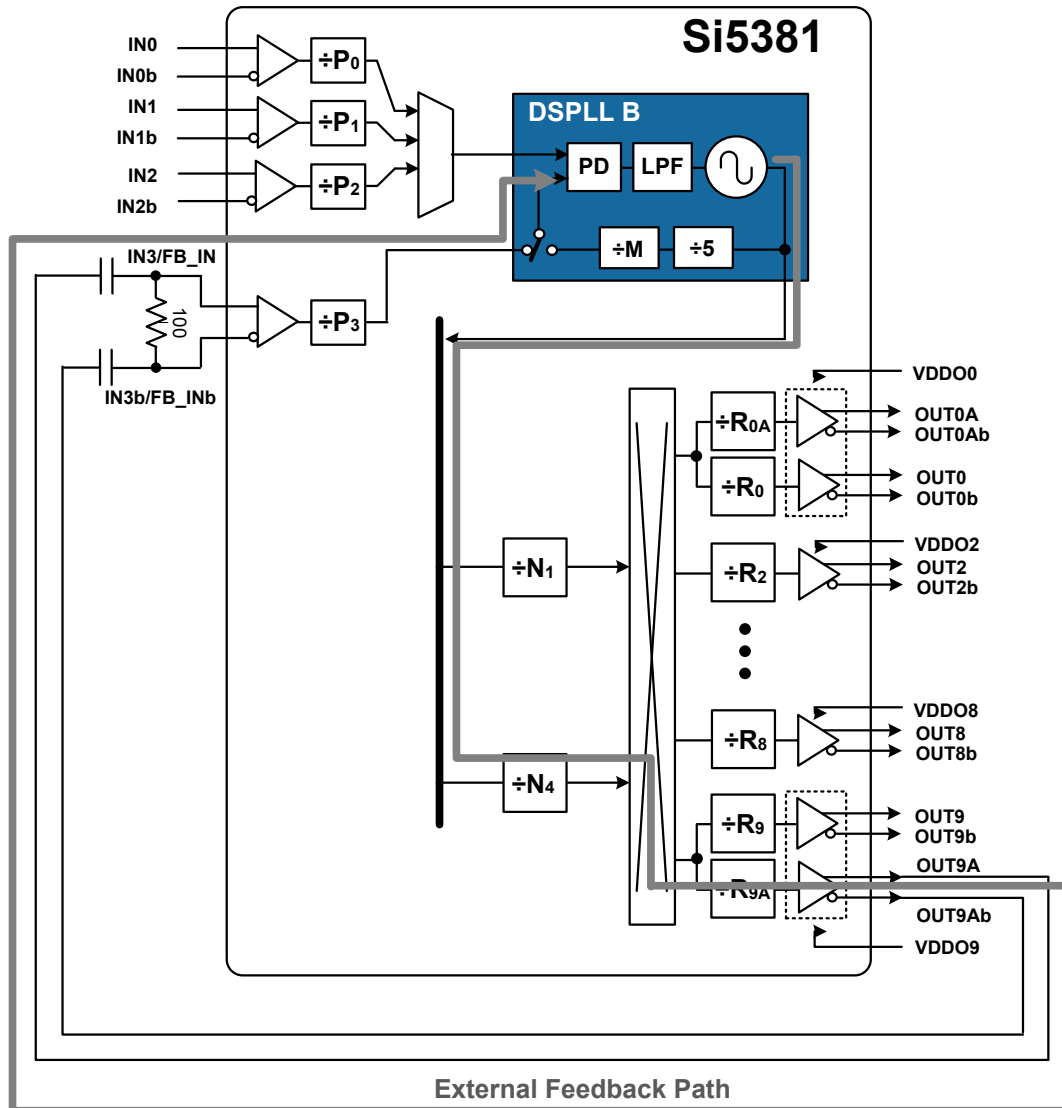 Si5381
IN0
IN0b
÷P0
IN1
IN1b
÷P1
IN2
IN2b
÷P2
DSPLL B
PD
LPF
÷M
÷5
IN3/FB_IN
100
÷P3
IN3b/FB_INb
VDDO0
÷R0A
OUT0A
OUT0Ab
÷R0
OUT0
OUT0b
VDDO2
÷N1
÷R2
OUT2
OUT2b
VDDO8
÷R8
OUT8
OUT8b
÷N4
÷R9
OUT9
OUT9b
OUT9A
÷R9A
OUT9Ab
VDDO9
External Feedback Path